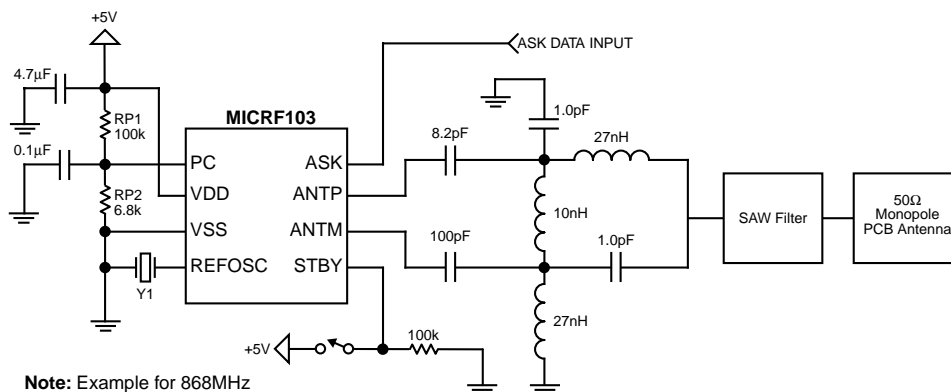 +5V
ASK DATA INPUT
4.7µF
RP1
100k
MICRF103
1.0pF
8.2pF
27nH
0.1µF
PC
ASK
RP2
6.8k
VDD
ANTP
10nH
SAW Filter
50Ω
Monopole
PCB Antenna
VSS
ANTM
100pF
1.0pF
REFOSC
STBY
Y1
27nH
+5V
100k
Note: Example for 868MHz